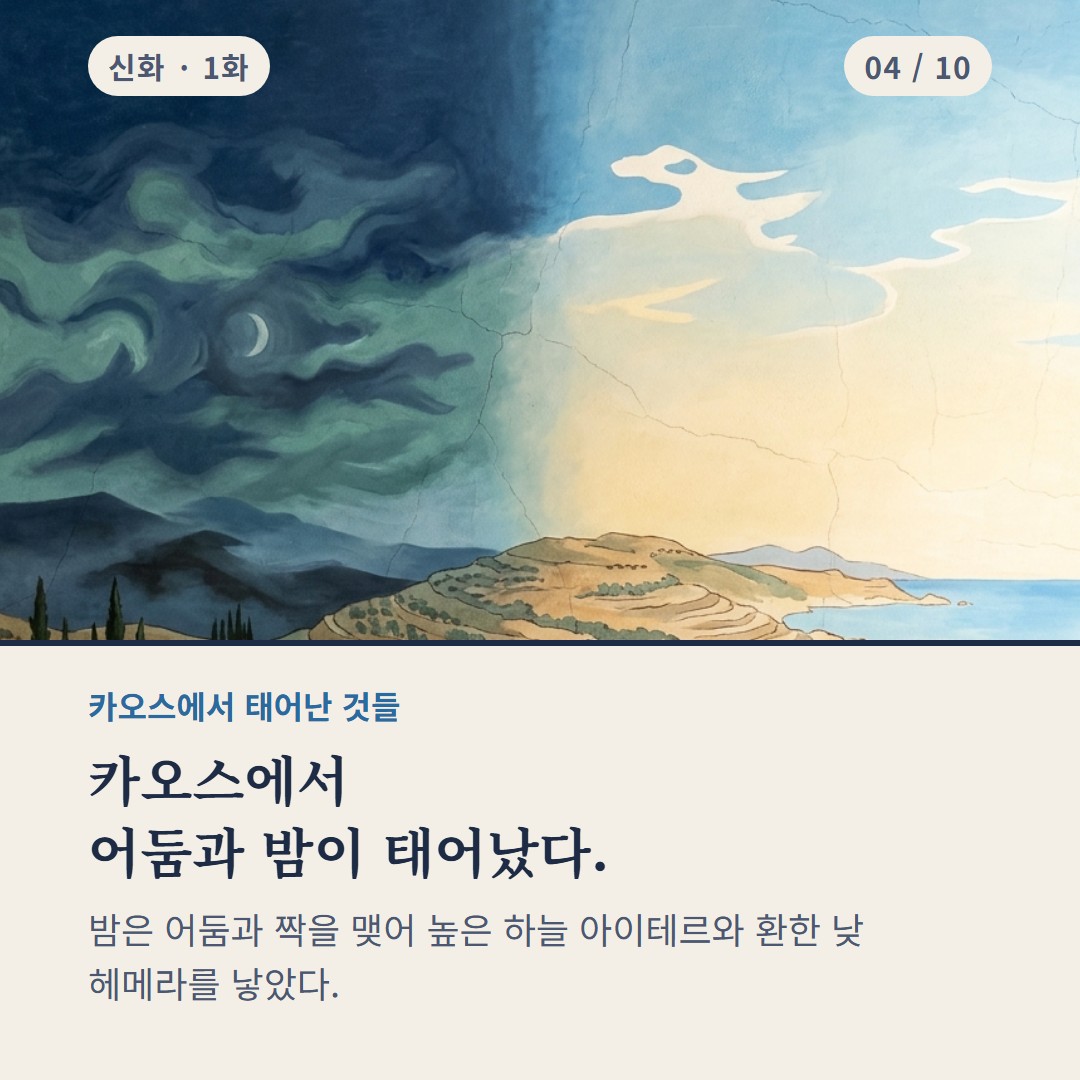 신화 · 1화
04 / 10
카오스에서 태어난 것들
카오스에서
어둠과 밤이 태어났다.
밤은 어둠과 짝을 맺어 높은 하늘 아이테르와 환한 낮
헤메라를 낳았다.